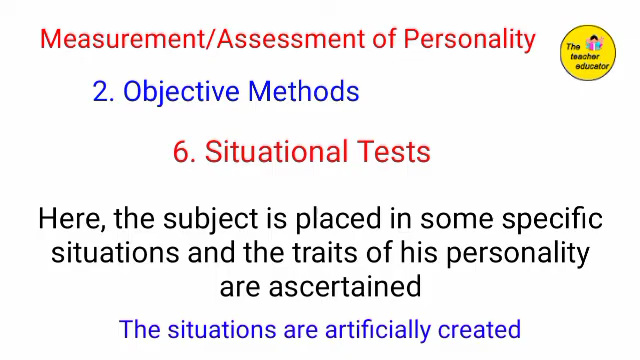 Measurement/Assessment of Personality
The
teacher
educator
2. Objective Methods
6. Situational Tests
Here, the subject is placed in some specific
situations and the traits of his personality
are ascertained
The situations are artificially created